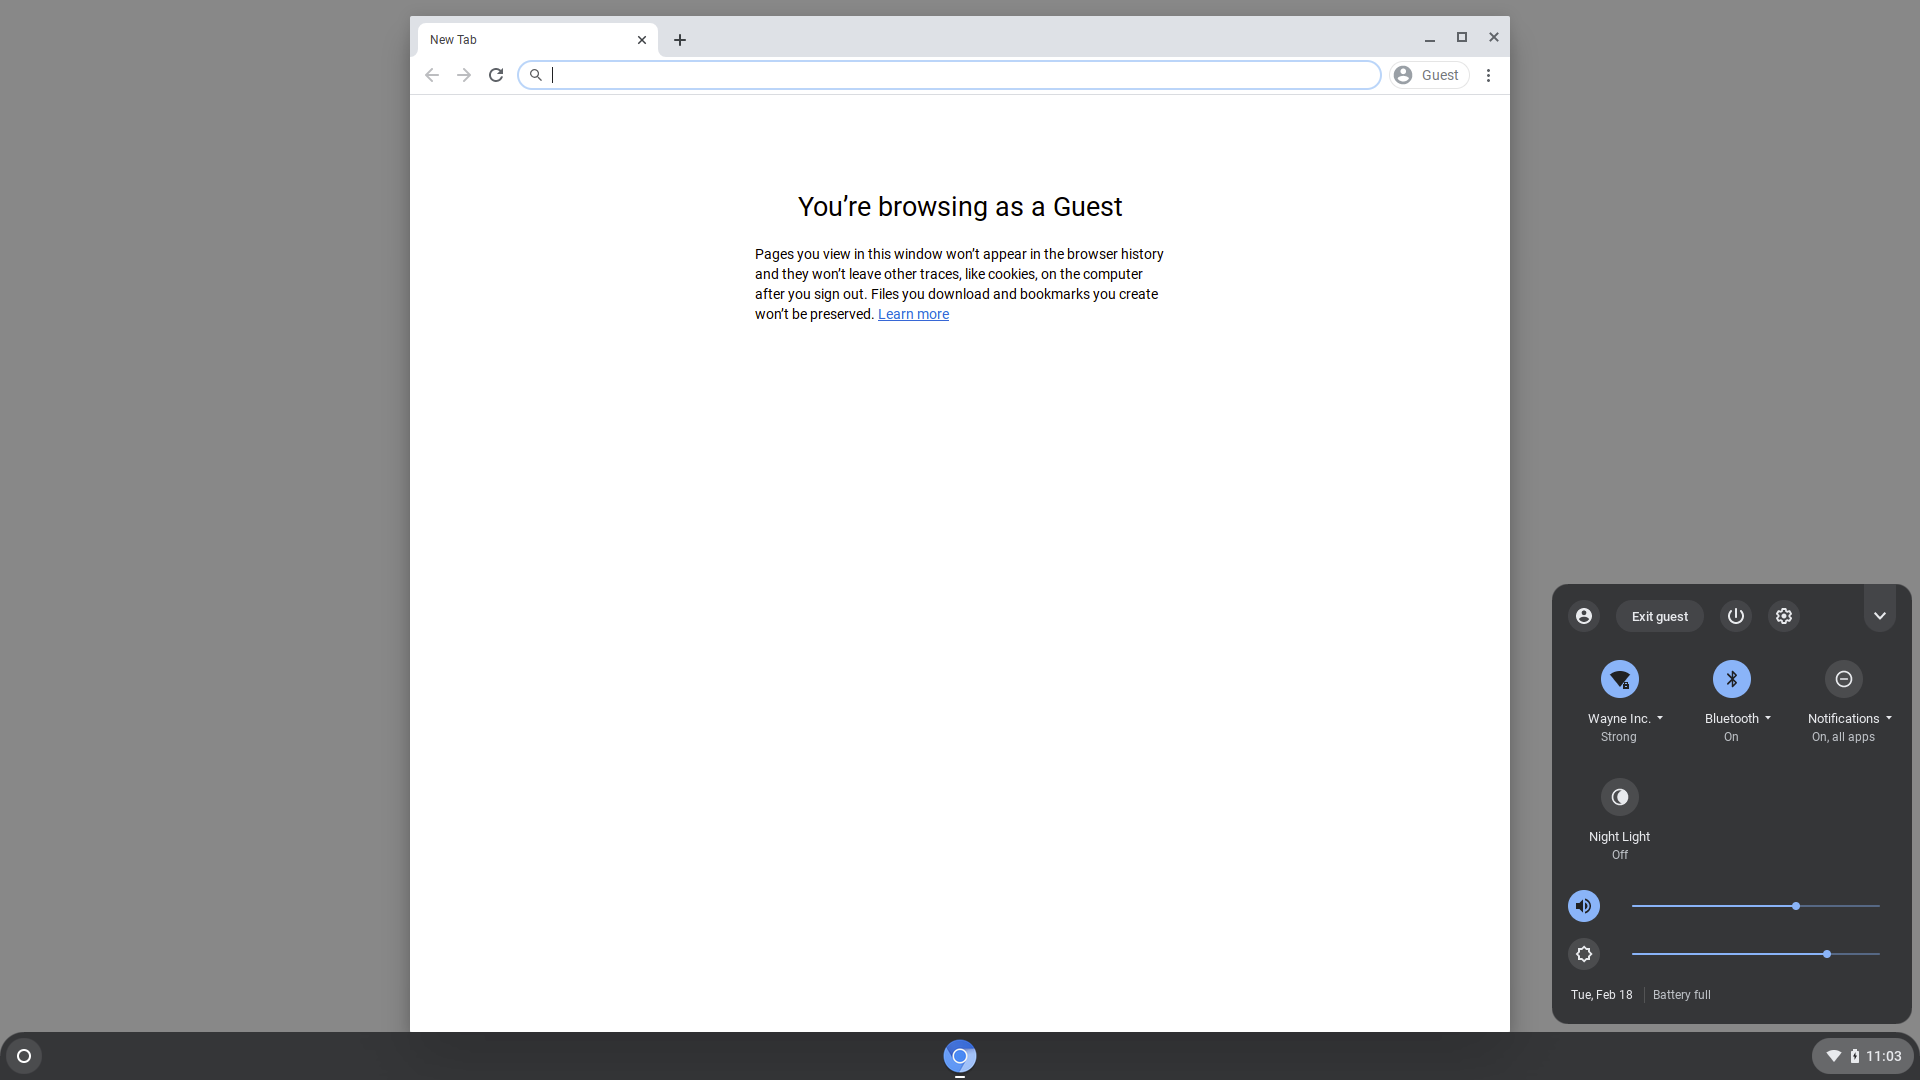 New Tab
Guest
You’re browsing as a Guest
Pages you view in this window won’t appear in the browser history
and they won’t leave other traces, like cookies, on the computer
after you sign out. Files you download and bookmarks you create
won’t be preserved. Learn more
Exit guest
Wayne Inc.
Strong
Bluetooth
On
Notifications
On, all apps
Night Light
Off
Tue, Feb 18
Battery full
11:03